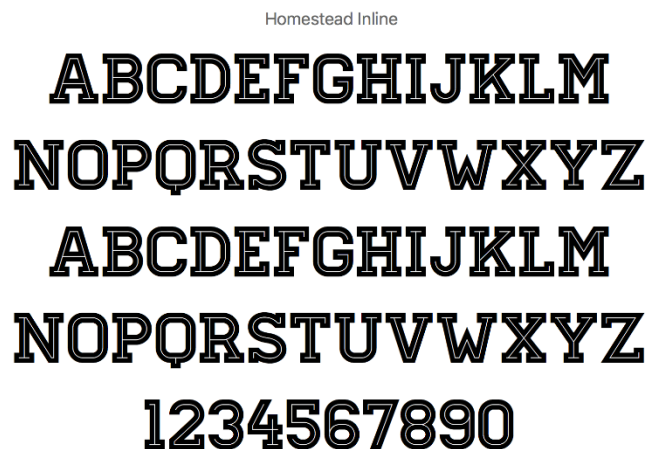 Homestead Inline
ABCDEFGHIJKLM
NOPQRSTUVWXYZ
ABCDEFGHIJKLM
NOPQRSTUVWXYZ
1234567890